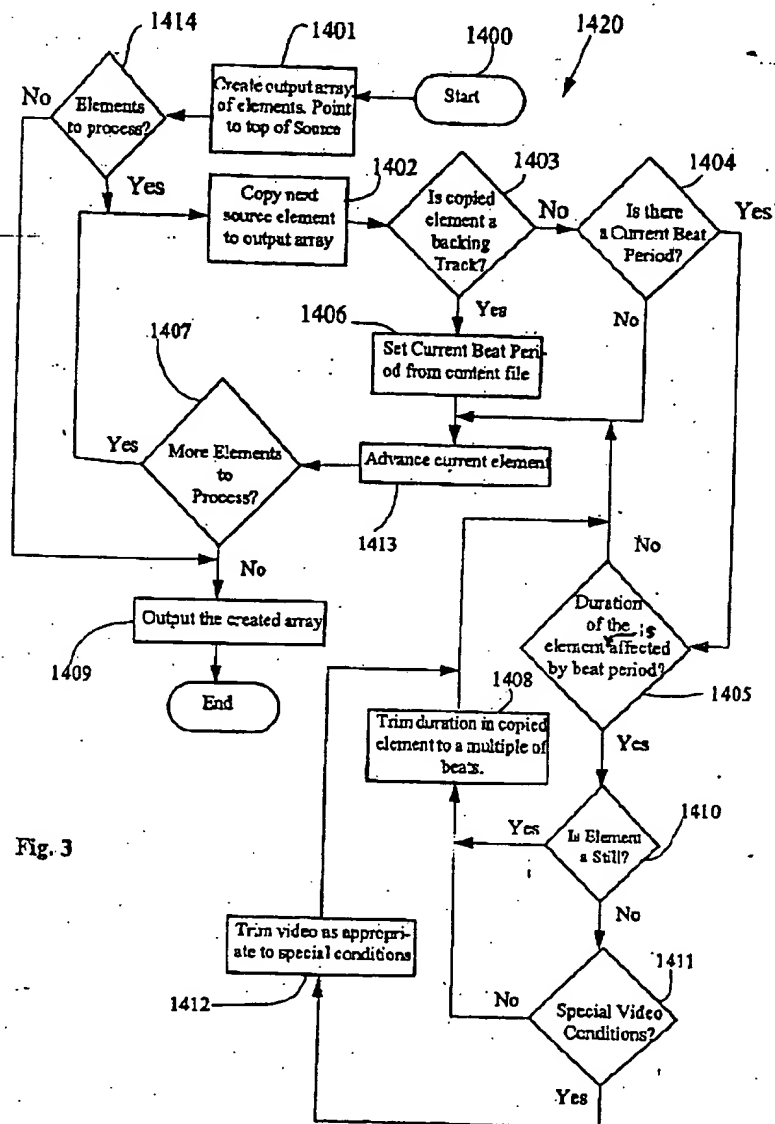 1414
1401
1400
1420
No
Elements
to process?
Create output array
of elements. Point
to top of Source
Start
Yes
1402
Copy next
source element
to output array
1403
Is copied
element a
backing
Track?
No
1404
Is there
a Current Beat
Period?
Yes
Yes
No
1406
Set Current Beat Peri-
od from content file
1407
Yes
More Elements
to
Process?
Advance current element
1413
No
No
Output the created array
1409
End
Duration
of the is
element affected
by beat period?
1405
1408
Trim duration in copied
element to a multiple of
beats.
Yes
Yes
Is Element
a Still?
1410
Fig. 3
No
Trim video as appropri-
ate to special conditions
1412
1411
No
Special Video
Conditions?
Yes